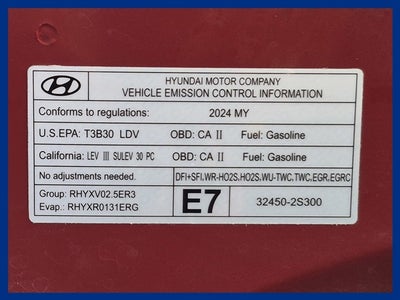 HYUNDAI MOTOR COMPANY
VEHICLE EMISSION CONTROL INFORMATION
Conforms to regulations: 2024 MY
U.S.EPA: T3B30 LDV OBD: CA II Fuel: Gasoline
California: LEV III SULEV 30 PC OBD: CA II Fuel: Gasoline
No adjustments needed. DFI+SFI.WR-HO2S.HO2S.WU-TWC.TWC.EGR.EGRC
Group: RHYXV02.5ER3
Evap.: RHYXR0131ERG
E7 32450-2S300